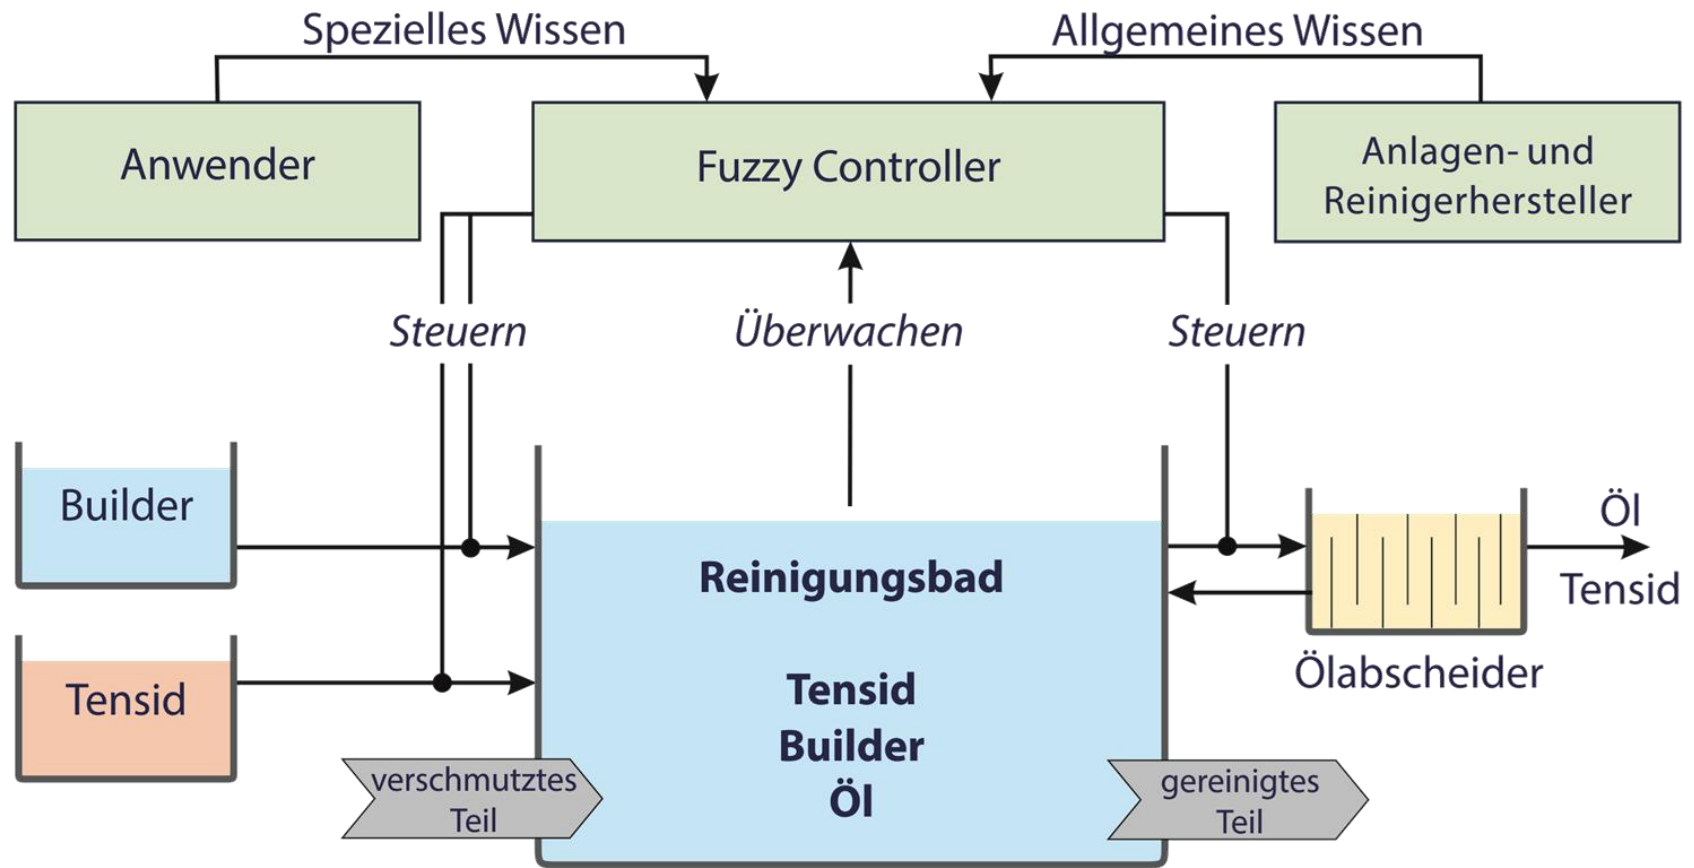 Spezielles Wissen
Allgemeines Wissen
Anwender
Fuzzy Controller
Anlagen- und
Reinigerhersteller
Steuern
Überwachen
Steuern
Builder
Tensid
Reinigungsbad
Tensid
Builder
Öl
Öl
Tensid
Ölabscheider
verschmutztes
Teil
gereinigtes
Teil